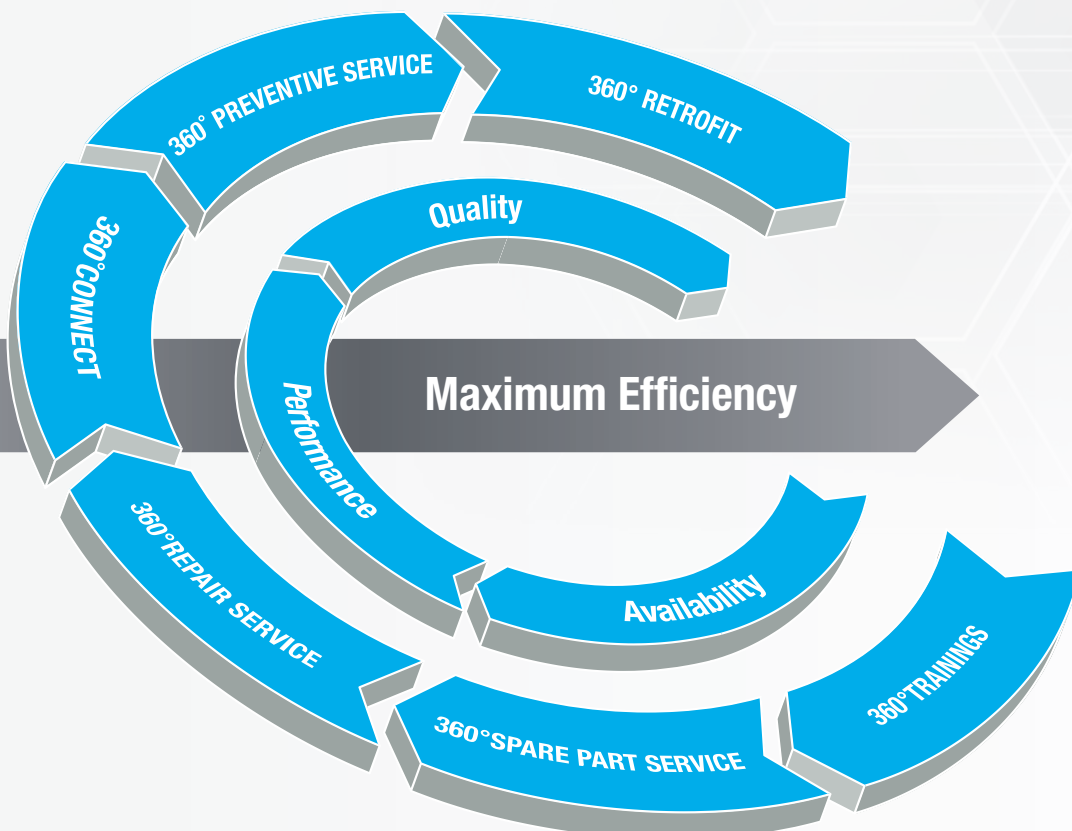 360° PREVENTIVE SERVICE
360° RETROFIT
Quality
360°CONNECT
Performance
Maximum Efficiency
360°REPAIR SERVICE
Availability
360°TRAININGS
360°SPARE PART SERVICE